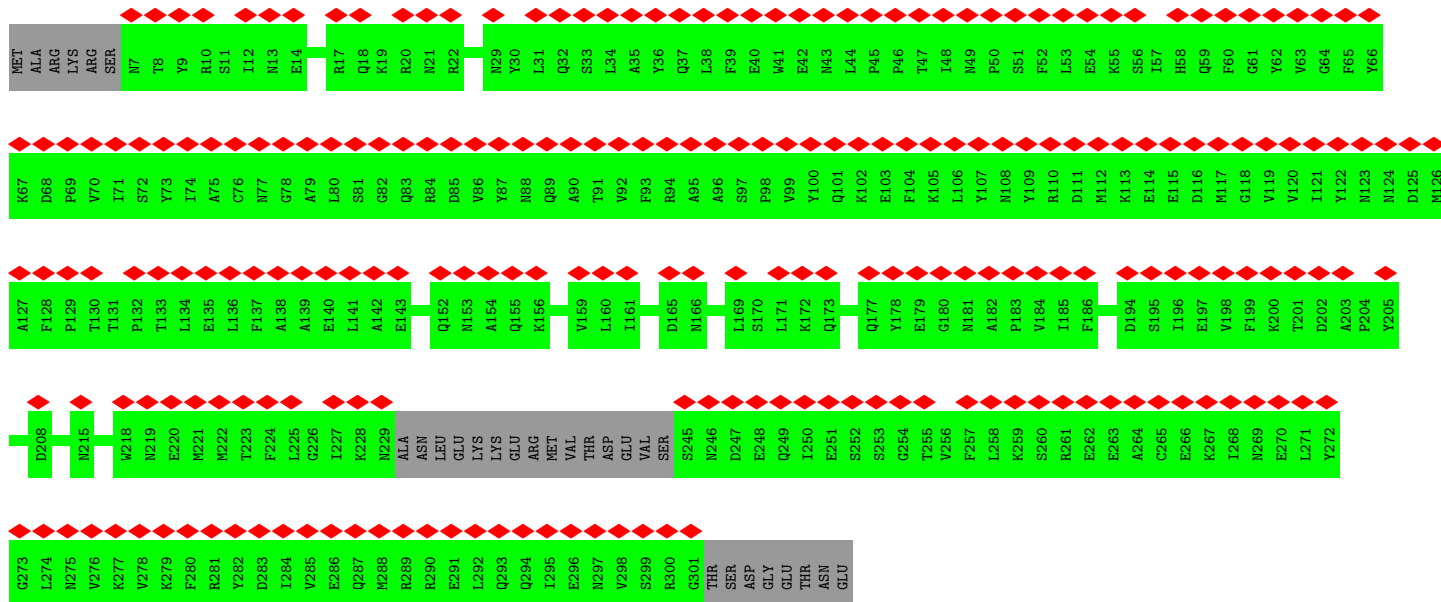 MET ALA ARG LYS ARG SER N7 T8 Y9 R10 S11 I12 N13 E14 R17 Q18 K19 R20 N21 R22 N29 Y30 L31 Q32 S33 L34 A35 Y36 Q37 L38 F39 E40 W41 E42 N43 L44 P45 P46 T47 I48 N49 P50 S51 F52 L53 E54 K55 S56 I57 H58 Q59 F60 G61 Y62 V63 G64 F65 Y66
K67 D68 P69 V70 I71 S72 Y73 I74 A75 C76 N77 G78 A79 L80 S81 G82 Q83 R84 D85 V86 Y87 N88 Q89 A90 T91 V92 F93 R94 A95 A96 S97 P98 V99 Y100 Q101 K102 E103 F104 K105 L106 Y107 N108 Y109 R110 D111 M112 K113 E114 E115 D116 M117 G118 V119 V120 I121 Y122 N123 N124 D125 M126
A127 F128 P129 T130 T131 P132 T133 L134 E135 L136 F137 A138 A139 E140 L141 A142 E143 Q152 N153 A154 Q155 K156 V159 L160 I161 D165 N166 L169 S170 L171 K172 Q173 Q177 Y178 E179 G180 N181 A182 P183 V184 I185 F186 D194 S195 I196 E197 V198 F199 K200 T201 D202 A203 P204 Y205
D208 N215 W218 N219 E220 M221 M222 T223 F224 L225 G226 I227 K228 N229 ALA ASN LEU GLU LYS LYS GLU ARG MET VAL THR ASP GLU VAL SER S245 N246 D247 E248 Q249 I250 E251 S252 S253 G254 T255 V256 F257 L258 K259 S260 R261 E262 E263 A264 C265 E266 K267 I268 N269 E270 L271 Y272
G273 L274 N275 V276 K277 V278 K279 F280 R281 Y282 D283 I284 V285 E286 Q287 M288 R289 R290 E291 L292 Q293 Q294 I295 E296 N297 V298 S299 R300 G301 THR SER ASP GLY GLU THR ASN GLU